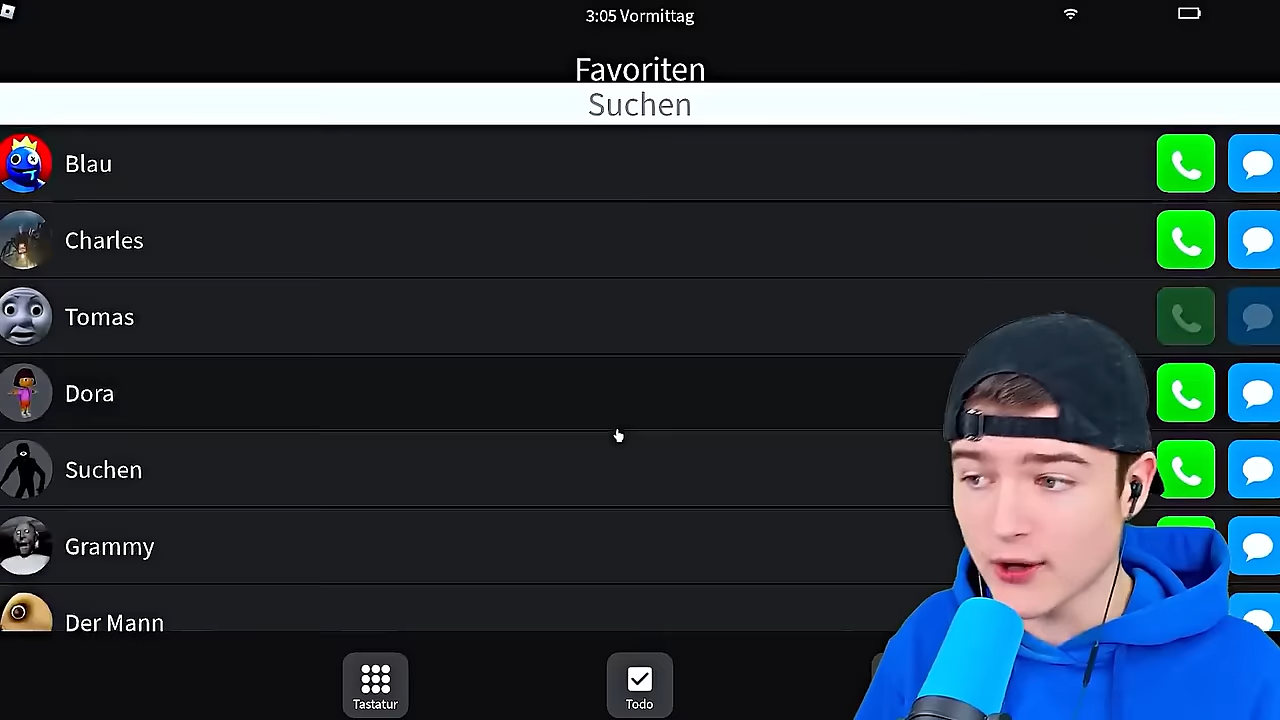 3:05 Vormittag
Favoriten
Suchen
Blau
Charles
Tomas
Dora
Suchen
Grammy
Der Mann
Tastatur
Todo